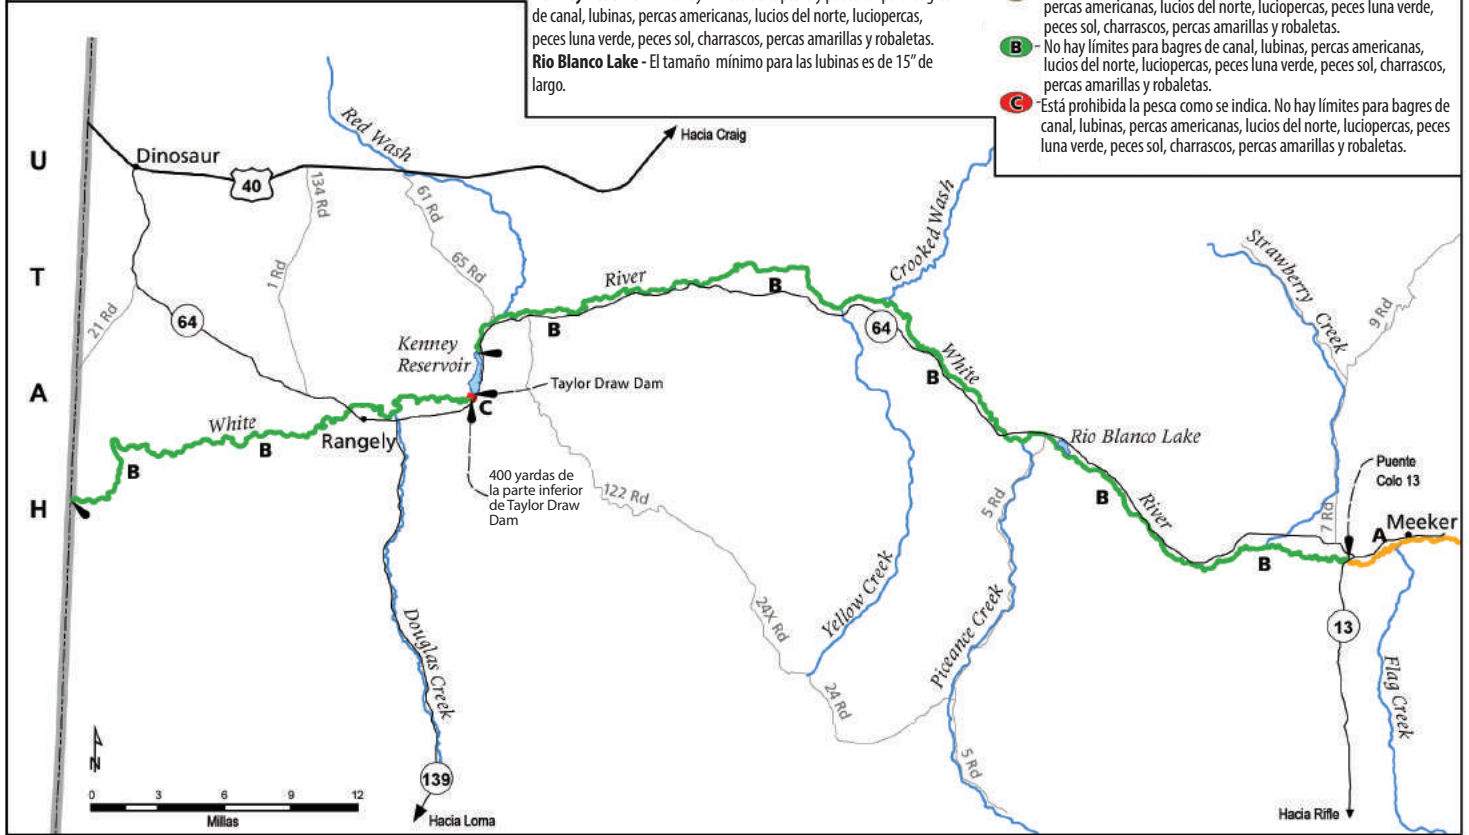 de canal, lubinas, percas americanas, lucios del norte, luciopercas,
peces luna verde, peces sol, charrascos, percas amarillas y robaletas.
Rio Blanco Lake - El tamaño mínimo para las lubinas es de 15” de
largo.
percas americanas, lucios del norte, luciopercas, peces luna verde,
peces sol, charrascos, percas amarillas y robaletas.
B - No hay límites para bagres de canal, lubinas, percas americanas,
lucios del norte, luciopercas, peces luna verde, peces sol, charrascos,
percas amarillas y robaletas.
C - Está prohibida la pesca como se indica. No hay límites para bagres de
canal, lubinas, percas americanas, lucios del norte, luciopercas, peces
luna verde, peces sol, charrascos, percas amarillas y robaletas.
U
T
A
H
Dinosaur
40
Red Wash
Hacia Craig
134 Rd
61 Rd
65 Rd
1 Rd
21 Rd
64
Crooked Wash
Strawberry Creek
9 Rd
River
B
B
Kenney
Reservoir
64
White
B
Taylor Draw Dam
C
White
B
B
Rangely
Rio Blanco Lake
400 yardas de
la parte inferior
de Taylor Draw
Dam
122 Rd
5 Rd
B
River
7 Rd
Puente
Colo 13
A
Meeker
B
Yellow Creek
24X Rd
Piceance Creek
Douglas Creek
13
Flag Creek
24 Rd
5 Rd
N
139
0 3 6 9 12
Millas
Hacia Loma
Hacia Rifle